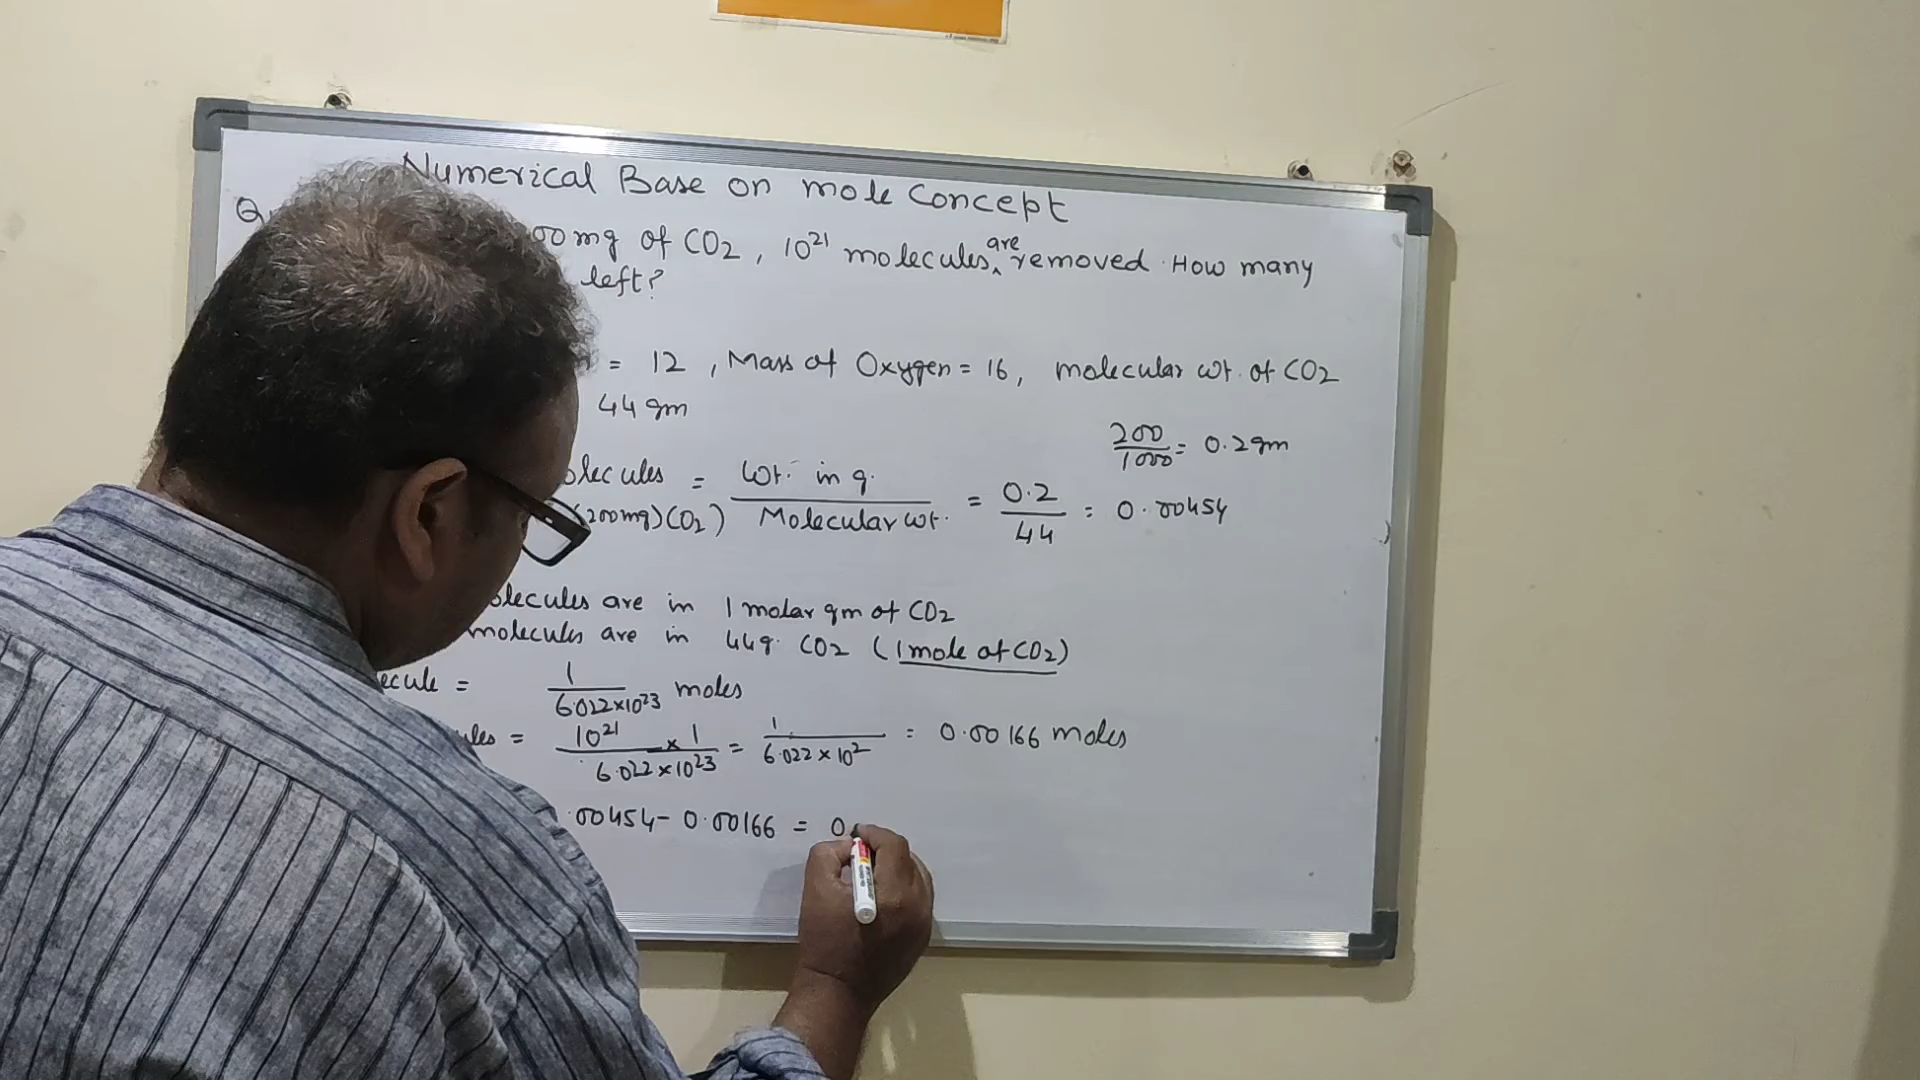 Numerical Base on mole Concept
00 mg of CO2, 10²¹ molecules are removed. How many
left?
= 12, Mass of Oxygen = 16, molecular wt. of CO2
44 gm
200/1000 = 0.2 gm
olecules = wt. in g. / Molecular wt. = 0.2/44 = 0.00454
(200mg)(CO2)
olecules are in 1 molar gm of CO2
molecules are in 44g. CO2 (1 mole of CO2)
ecule = 1/6.022×10²³ moles
ules = 10²¹/6.022×10²³ × 1 = 1/6.022×10² = 0.00166 moles
.00454 - 0.00166 = 0.